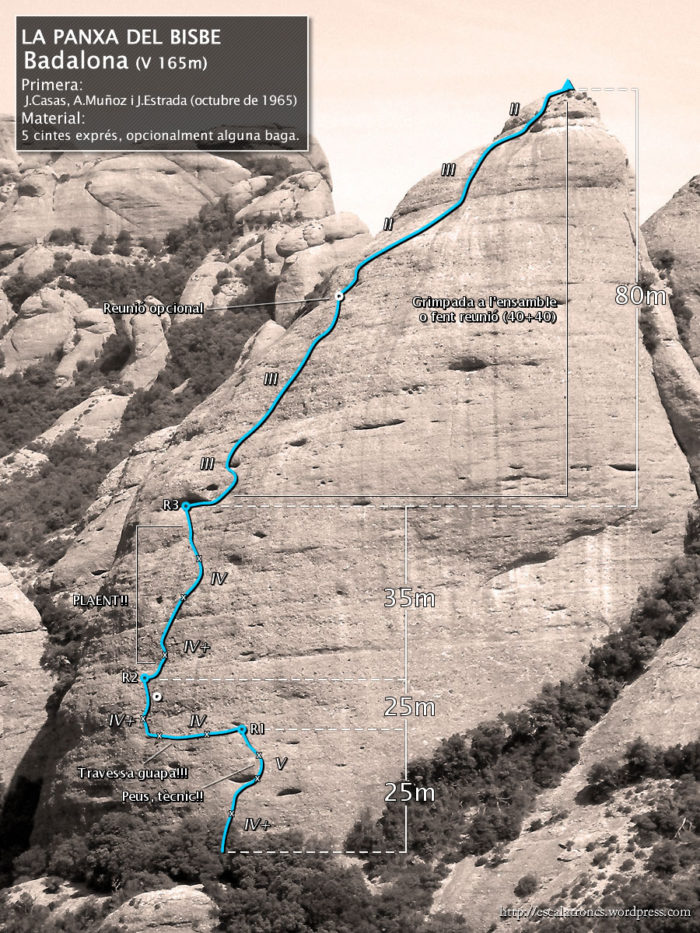 LA PANXA DEL BISBE
Badalona (V 165m)
Primera:
J.Casas, A.Muñoz i J.Estrada (octubre de 1965)
Material:
5 cintes exprés, opcionalment alguna baga.
II
III
II
Reunió opcional
Grimpada a l'ensamble
o fent reunió (40+40)
80m
III
III
R3
IV
PLAENT!!
35m
IV+
R2
25m
IV+
IV
R1
Travessa guapa!!!
V
Peus, tècnic!!
25m
IV+
http://escalatroncs.wordpress.com